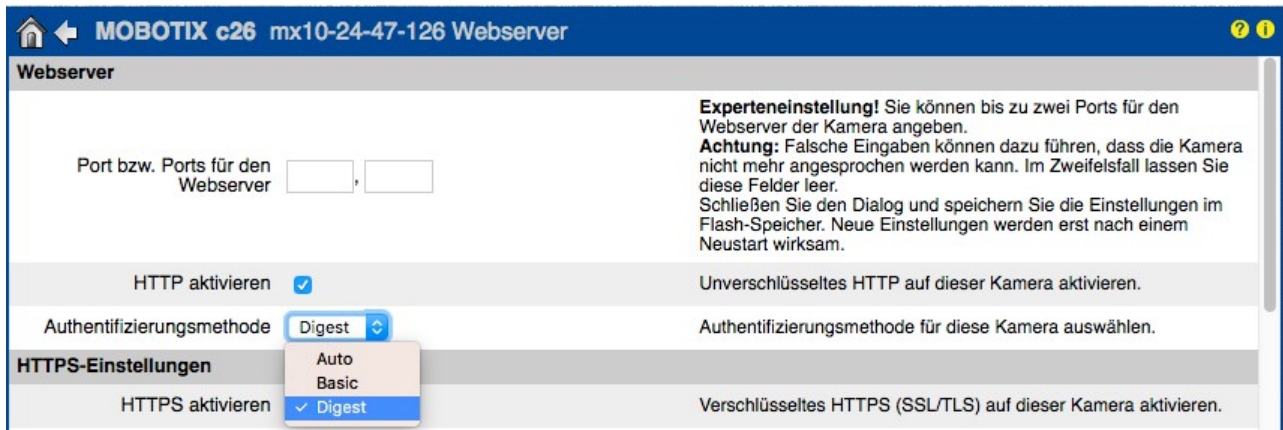 MOBOTIX c26 mx10-24-47-126 Webserver
? i
Webserver
Port bzw. Ports für den
Webserver
,
Experteneinstellung! Sie können bis zu zwei Ports für den
Webserver der Kamera angeben.
Achtung: Falsche Eingaben können dazu führen, dass die Kamera
nicht mehr angesprochen werden kann. Im Zweifelsfall lassen Sie
diese Felder leer.
Schließen Sie den Dialog und speichern Sie die Einstellungen im
Flash-Speicher. Neue Einstellungen werden erst nach einem
Neustart wirksam.
HTTP aktivieren
Unverschlüsseltes HTTP auf dieser Kamera aktivieren.
Authentifizierungsmethode
Digest
Authentifizierungsmethode für diese Kamera auswählen.
Auto
Basic
Digest
HTTPS-Einstellungen
HTTPS aktivieren
Verschlüsseltes HTTPS (SSL/TLS) auf dieser Kamera aktivieren.